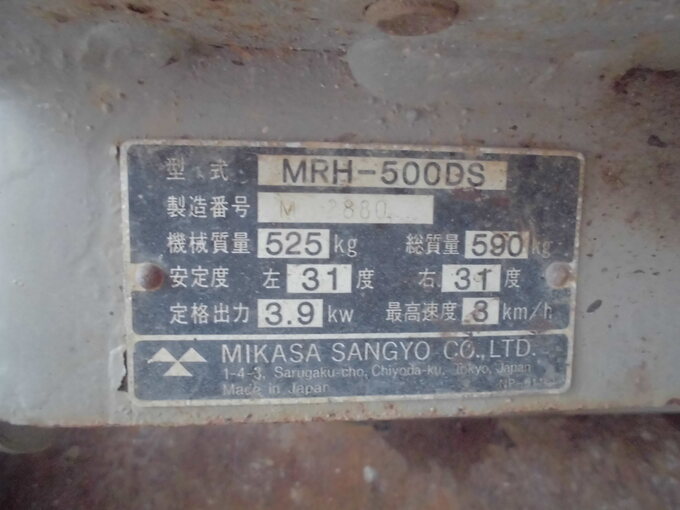 型式 MRH-500DS
製造番号 M 2880
機械質量 525 kg 総質量 590 kg
安定度 左 31 度 右 31 度
定格出力 3.9 kw 最高速度 3 km/h
MIKASA SANGYO CO.,LTD.
1-4-3, Sarugaku-cho, Chiyoda-ku, Tokyo, Japan
Made in Japan